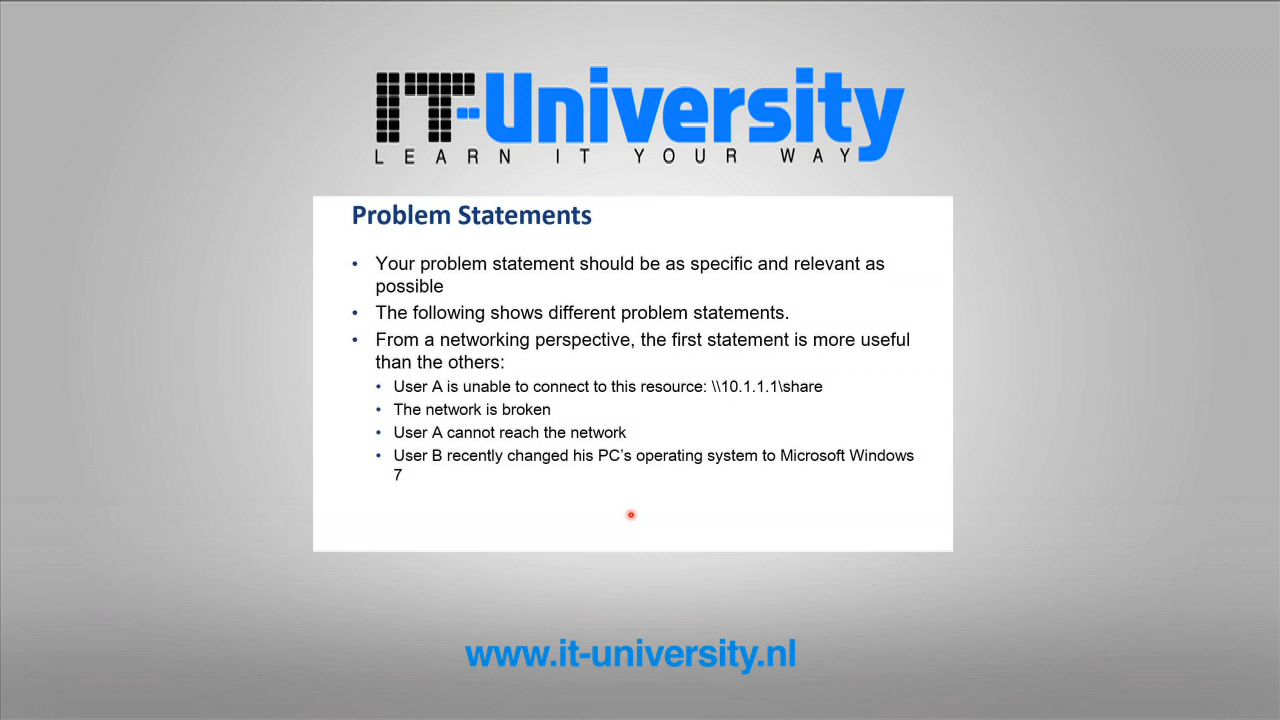 IT-University
LEARN IT YOUR WAY
Problem Statements
• Your problem statement should be as specific and relevant as
possible
• The following shows different problem statements.
• From a networking perspective, the first statement is more useful
than the others:
• User A is unable to connect to this resource: \\10.1.1.1\share
• The network is broken
• User A cannot reach the network
• User B recently changed his PC’s operating system to Microsoft Windows
7
www.it-university.nl